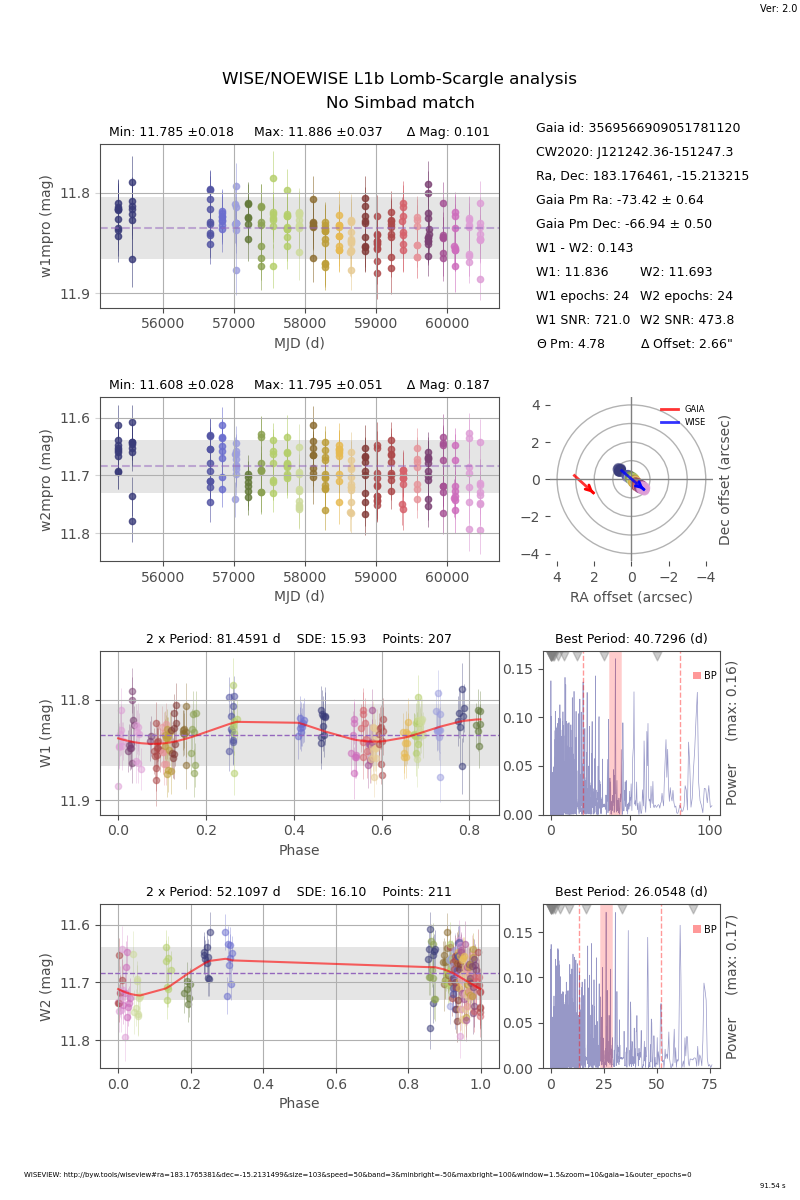 Ver: 2.0
WISE/NOEWISE L1b Lomb-Scargle analysis
No Simbad match
Min: 11.785 ±0.018 Max: 11.886 ±0.037 Δ Mag: 0.101
w1mpro (mag)
11.8
11.9
56000 57000 58000 59000 60000
MJD (d)
Gaia id: 3569566909051781120
CW2020: J121242.36-151247.3
Ra, Dec: 183.176461, -15.213215
Gaia Pm Ra: -73.42 ± 0.64
Gaia Pm Dec: -66.94 ± 0.50
W1 - W2: 0.143
W1: 11.836 W2: 11.693
W1 epochs: 24 W2 epochs: 24
W1 SNR: 721.0 W2 SNR: 473.8
Θ Pm: 4.78 Δ Offset: 2.66"
Min: 11.608 ±0.028 Max: 11.795 ±0.051 Δ Mag: 0.187
w2mpro (mag)
11.6
11.7
11.8
56000 57000 58000 59000 60000
MJD (d)
GAIA
WISE
4
2
0
−2
−4
4 2 0 −2 −4
RA offset (arcsec)
Dec offset (arcsec)
2 x Period: 81.4591 d SDE: 15.93 Points: 207
W1 (mag)
11.8
11.9
0.0 0.2 0.4 0.6 0.8
Phase
Best Period: 40.7296 (d)
BP
0.15
0.10
0.05
0.00
0 50 100
Power (max: 0.16)
2 x Period: 52.1097 d SDE: 16.10 Points: 211
W2 (mag)
11.6
11.7
11.8
0.0 0.2 0.4 0.6 0.8 1.0
Phase
Best Period: 26.0548 (d)
BP
0.15
0.10
0.05
0.00
0 25 50 75
Power (max: 0.17)
WISEVIEW: http://byw.tools/wiseview#ra=183.1765381&dec=-15.2131499&size=103&speed=50&band=3&minbright=-50&maxbright=100&window=1.5&zoom=10&gaia=1&outer_epochs=0
91.54 s